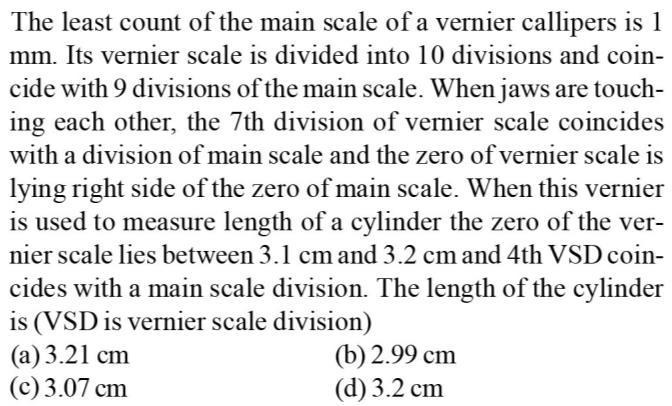 The least count of the main scale of a vernier callipers is 1
mm. Its vernier scale is divided into 10 divisions and coin-
cide with 9 divisions of the main scale. When jaws are touch-
ing each other, the 7th division of vernier scale coincides
with a division of main scale and the zero of vernier scale is
lying right side of the zero of main scale. When this vernier
is used to measure length of a cylinder the zero of the ver-
nier scale lies between 3.1 cm and 3.2 cm and 4th VSD coin-
cides with a main scale division. The length of the cylinder
is (VSD is vernier scale division)
(a) 3.21 cm (b) 2.99 cm
(c) 3.07 cm (d) 3.2 cm